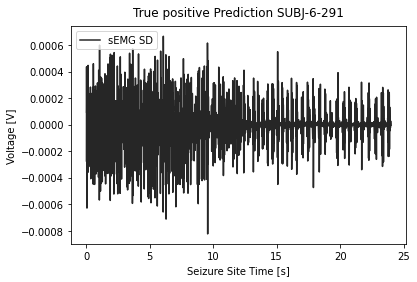 True positive Prediction SUBJ-6-291
sEMG SD
0.0006
0.0004
0.0002
0.0000
−0.0002
−0.0004
−0.0006
−0.0008
Voltage [V]
0 5 10 15 20 25
Seizure Site Time [s]